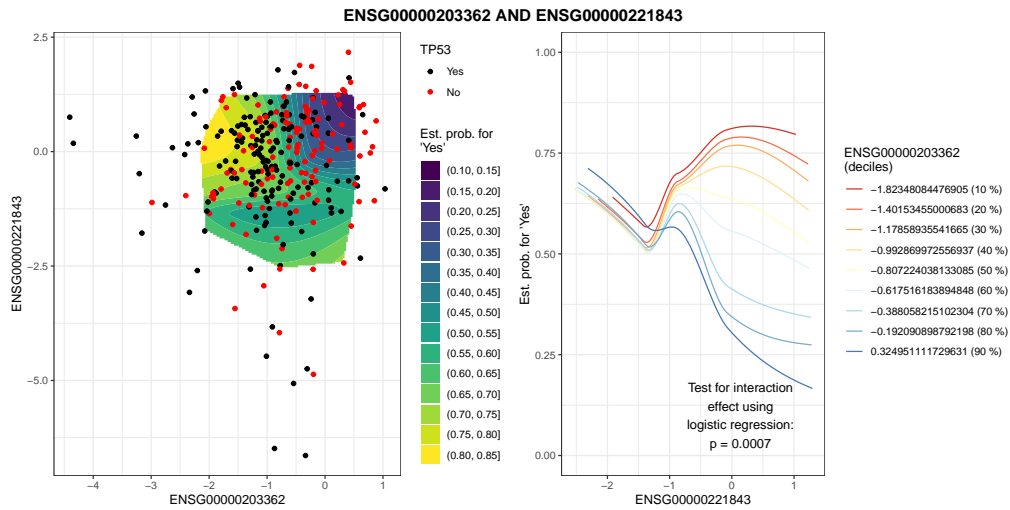 ENSG00000203362 AND ENSG00000221843
2.5
0.0
−2.5
−5.0
ENSG00000221843
−4
−3
−2
−1
0
1
ENSG00000203362
TP53
Yes
No
Est. prob. for
'Yes'
(0.10, 0.15]
(0.15, 0.20]
(0.20, 0.25]
(0.25, 0.30]
(0.30, 0.35]
(0.35, 0.40]
(0.40, 0.45]
(0.45, 0.50]
(0.50, 0.55]
(0.55, 0.60]
(0.60, 0.65]
(0.65, 0.70]
(0.70, 0.75]
(0.75, 0.80]
(0.80, 0.85]
1.00
0.75
0.50
0.25
0.00
Est. prob. for 'Yes'
Test for interaction
effect using
logistic regression:
p = 0.0007
−2
−1
0
1
ENSG00000221843
ENSG00000203362
(deciles)
−1.82348084476905 (10 %)
−1.40153455000683 (20 %)
−1.17858935541665 (30 %)
−0.992869972556937 (40 %)
−0.807224038133085 (50 %)
−0.617516183894848 (60 %)
−0.388058215102304 (70 %)
−0.192090898792198 (80 %)
0.324951111729631 (90 %)